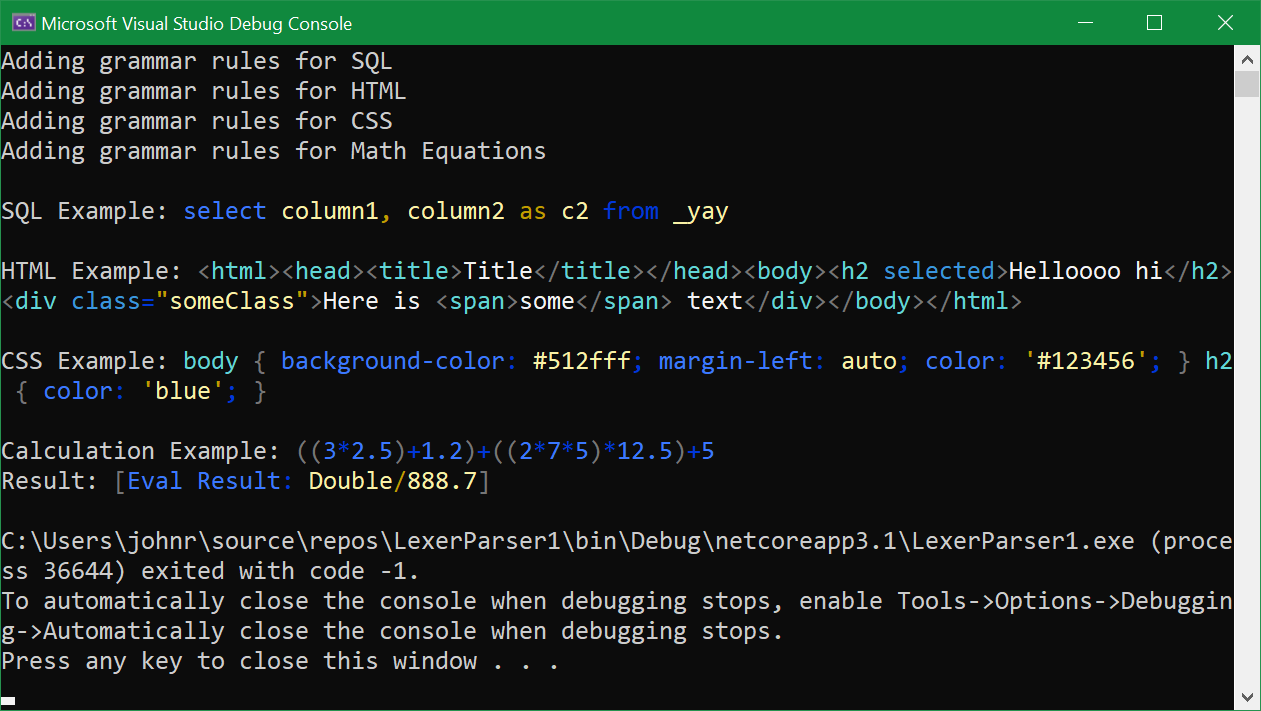 Microsoft Visual Studio Debug Console
Adding grammar rules for SQL
Adding grammar rules for HTML
Adding grammar rules for CSS
Adding grammar rules for Math Equations
SQL Example: select column1, column2 as c2 from _yay
HTML Example: <html><head><title>Title</title></head><body><h2 selected>Helloooo hi</h2>
<div class="someClass">Here is <span>some</span> text</div></body></html>
CSS Example: body { background-color: #512fff; margin-left: auto; color: '#123456'; } h2
{ color: 'blue'; }
Calculation Example: ((3*2.5)+1.2)+((2*7*5)*12.5)+5
Result: [Eval Result: Double/888.7]
C:\Users\johnr\source\repos\LexerParser1\bin\Debug\netcoreapp3.1\LexerParser1.exe (proce
ss 36644) exited with code -1.
To automatically close the console when debugging stops, enable Tools->Options->Debuggin
g->Automatically close the console when debugging stops.
Press any key to close this window . . .